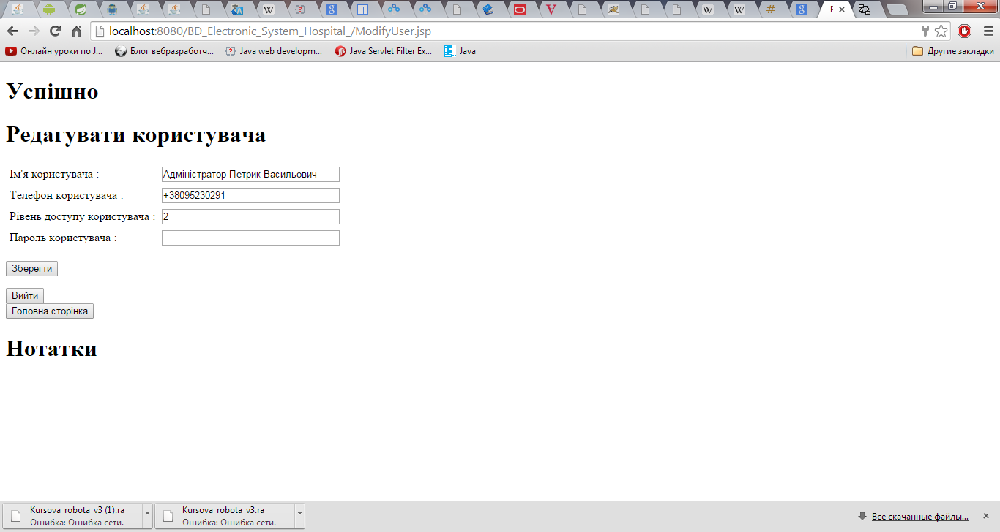 localhost:8080/BD_Electronic_System_Hospital_/ModifyUser.jsp
Онлайн уроки по J... Блог вебразработч... Java web developm... Java Servlet Filter Ex... Java Другие закладки
Успішно
Редагувати користувача
Ім'я користувача : Адміністратор Петрик Васильович
Телефон користувача : +38095230291
Рівень доступу користувача : 2
Пароль користувача :
Зберегти
Вийти
Головна сторінка
Нотатки
Kursova_robota_v3 (1).ra Kursova_robota_v3.ra
Ошибка: Ошибка сети. Ошибка: Ошибка сети. Все скачанные файлы...